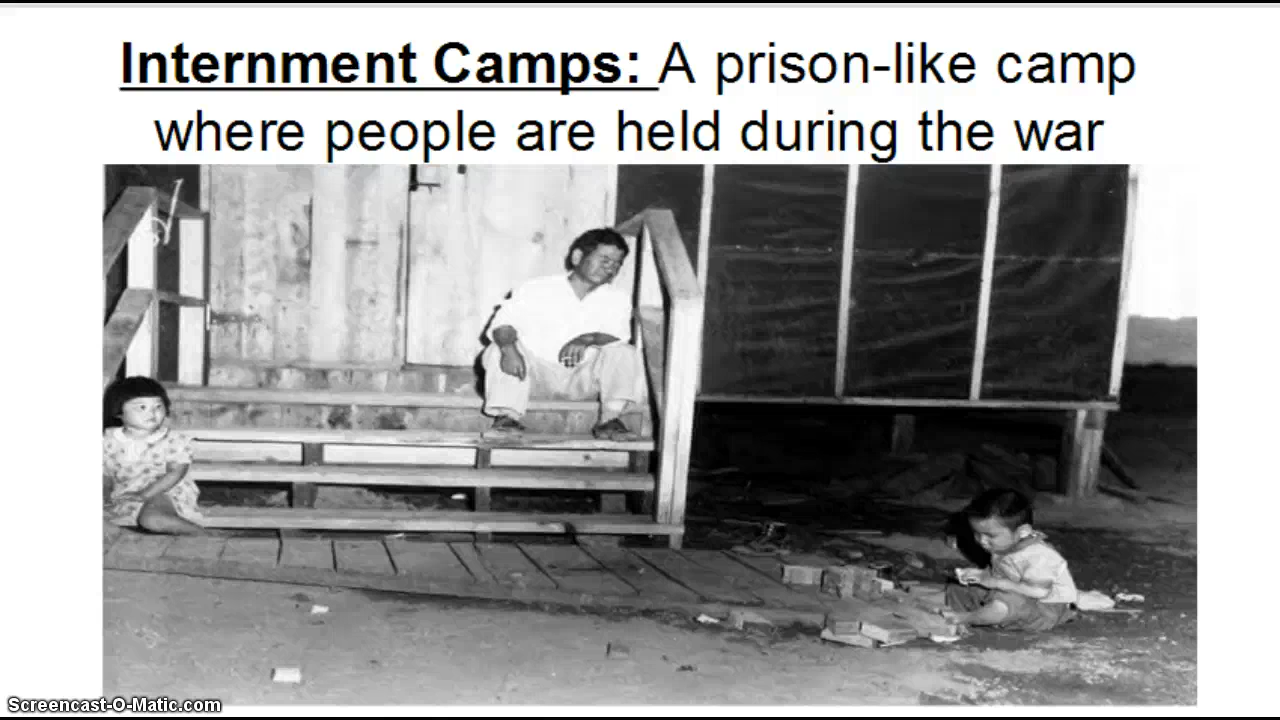 Internment Camps: A prison-like camp
where people are held during the war
Screencast-O-Matic.com